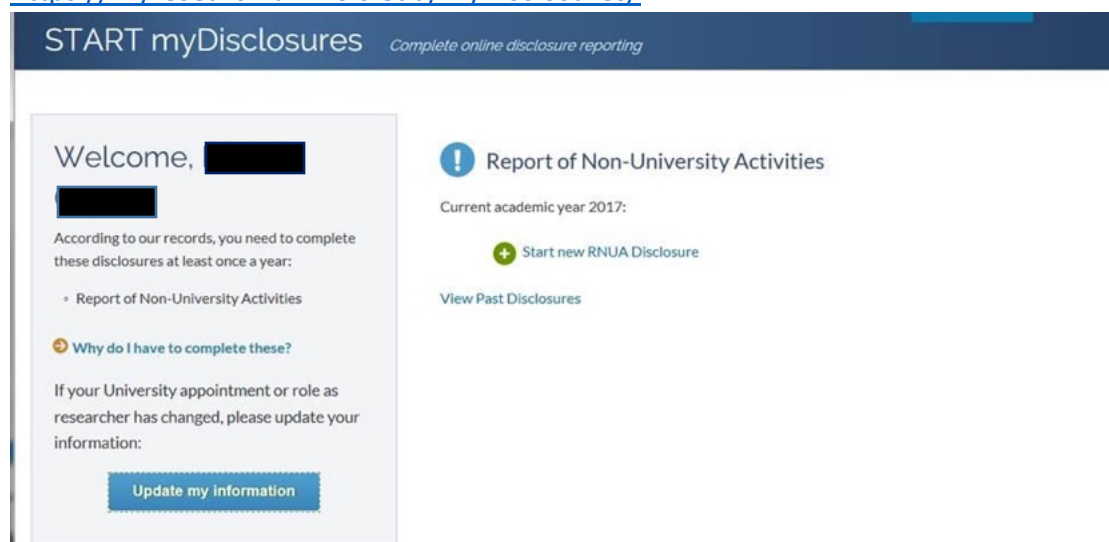 START myDisclosures Complete online disclosure reporting
Welcome,
According to our records, you need to complete
these disclosures at least once a year:
◦ Report of Non-University Activities
Why do I have to complete these?
If your University appointment or role as
researcher has changed, please update your
information:
Update my information
Report of Non-University Activities
Current academic year 2017:
Start new RNUA Disclosure
View Past Disclosures